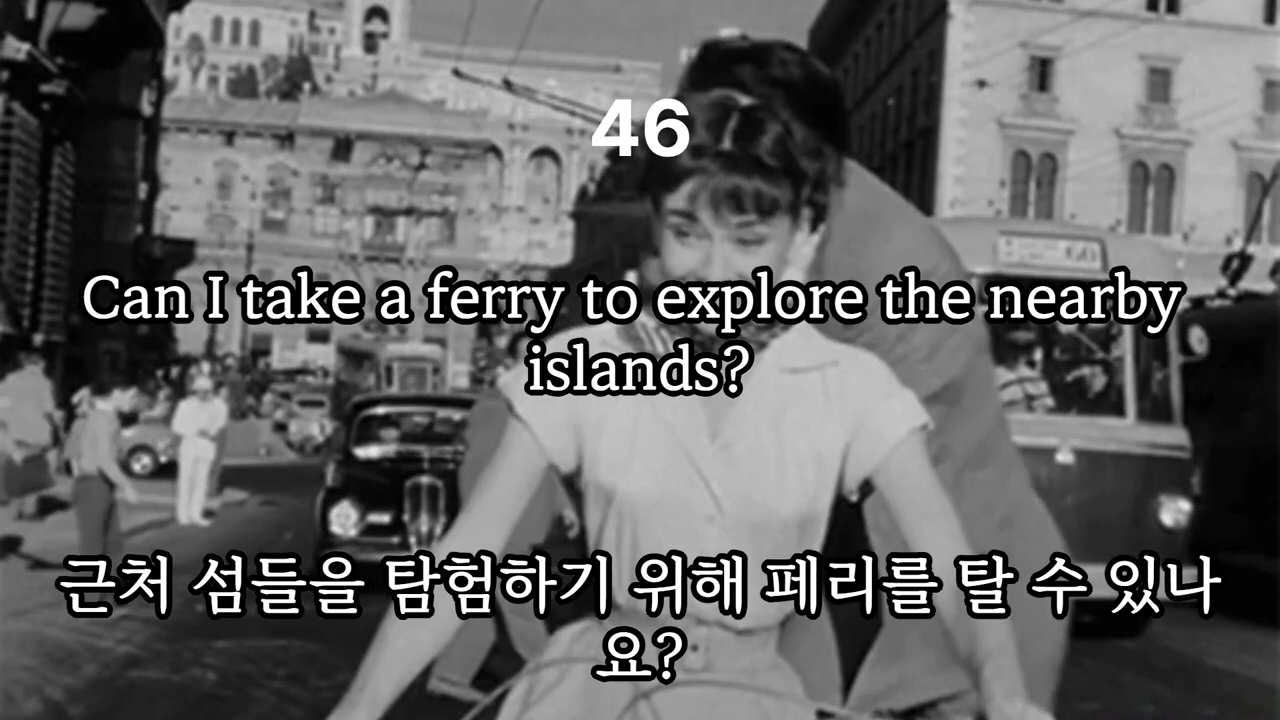 46
Can I take a ferry to explore the nearby
islands?
근처 섬들을 탐험하기 위해 페리를 탈 수 있나
요?
60